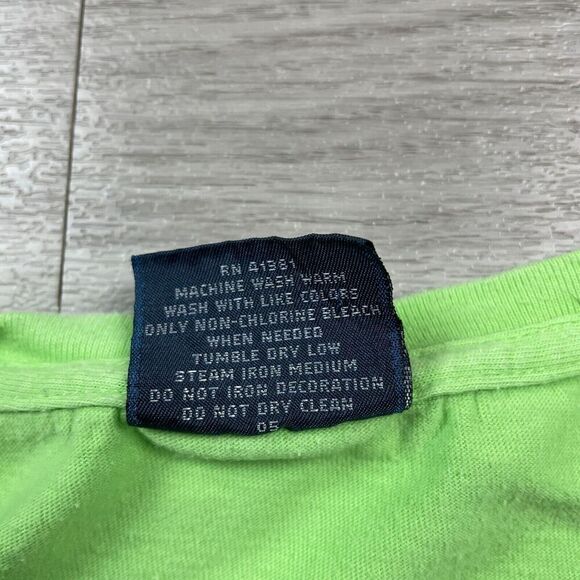 RN 41381
MACHINE WASH WARM
WASH WITH LIKE COLORS
ONLY NON-CHLORINE BLEACH
WHEN NEEDED
TUMBLE DRY LOW
STEAM IRON MEDIUM
DO NOT IRON DECORATION
DO NOT DRY CLEAN
05